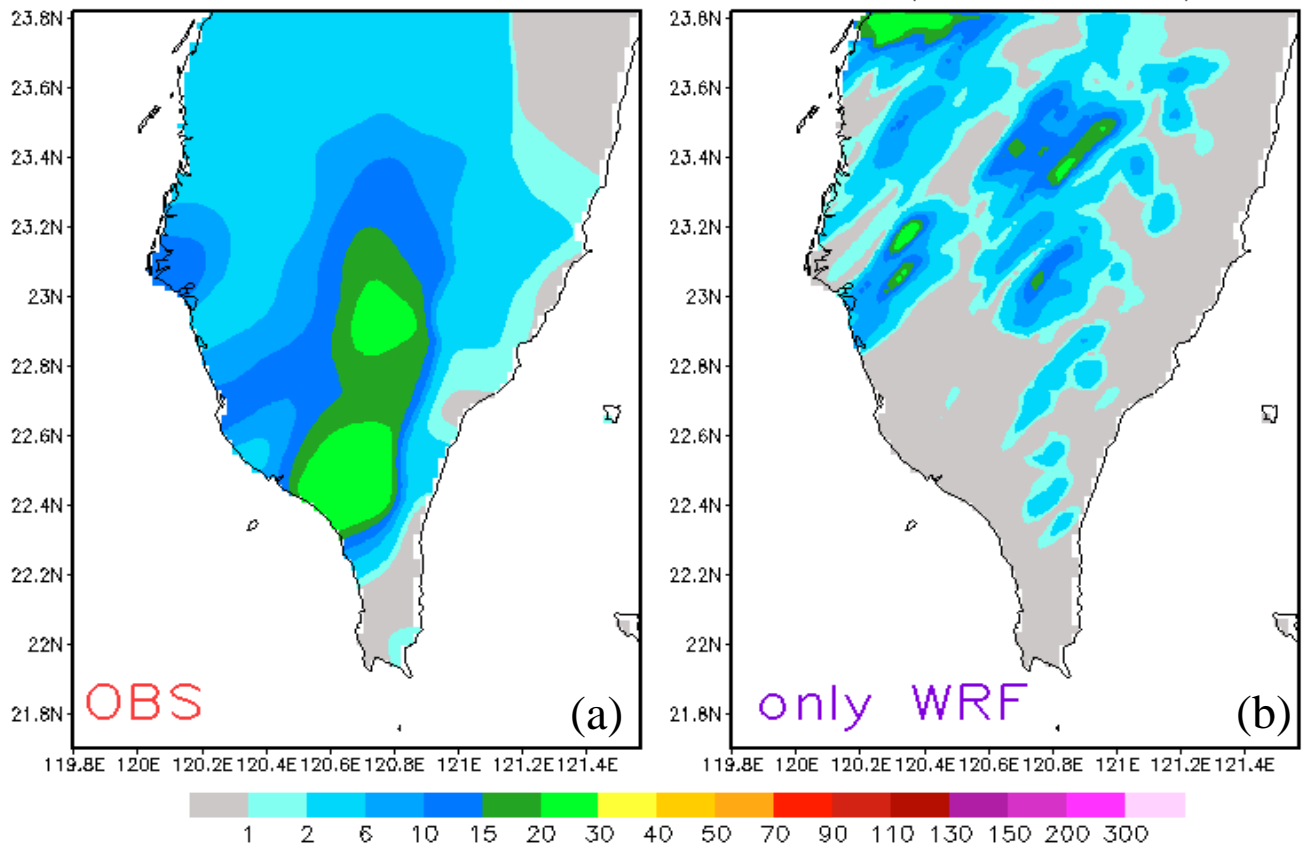 23.8N
23.6N
23.4N
23.2N
23N
22.8N
22.6N
22.4N
22.2N
22N
21.8N
OBS
(a)
119.8E 120E 120.2E 120.4E 120.6E 120.8E 121E 121.2E 121.4E
23.8N
23.6N
23.4N
23.2N
23N
22.8N
22.6N
22.4N
22.2N
22N
21.8N
only WRF
(b)
119.8E 120E 120.2E 120.4E 120.6E 120.8E 121E 121.2E 121.4E
1 2 6 10 15 20 30 40 50 70 90 110 130 150 200 300